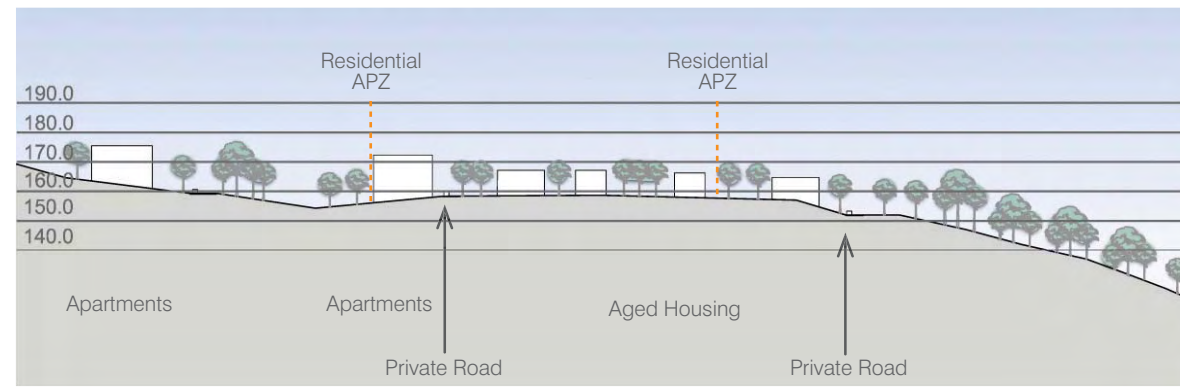 Residential
APZ
Residential
APZ
190.0
180.0
170.0
160.0
150.0
140.0
Apartments
Apartments
Aged Housing
Private Road
Private Road